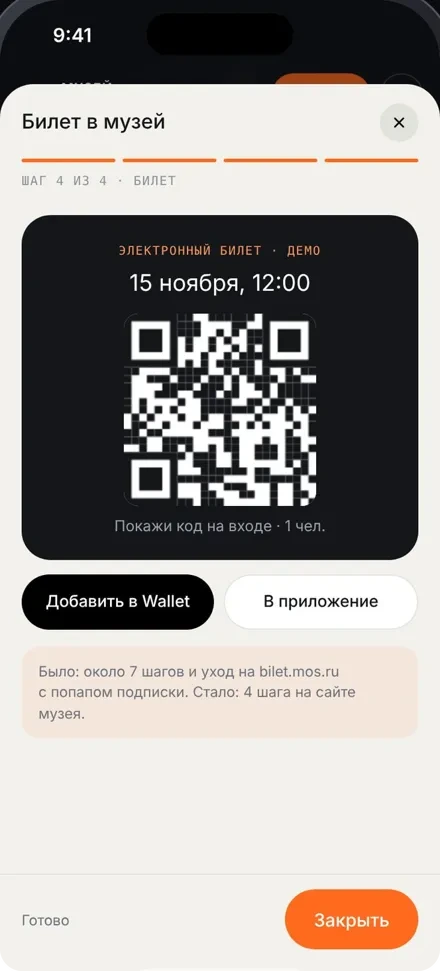 9:41
Билет в музей
ШАГ 4 ИЗ 4 · БИЛЕТ
ЭЛЕКТРОННЫЙ БИЛЕТ · ДЕМО
15 ноября, 12:00
Покажи код на входе · 1 чел.
Добавить в Wallet
В приложение
Было: около 7 шагов и уход на bilet.mos.ru
с попапом подписки. Стало: 4 шага на сайте
музея.
Готово
Закрыть